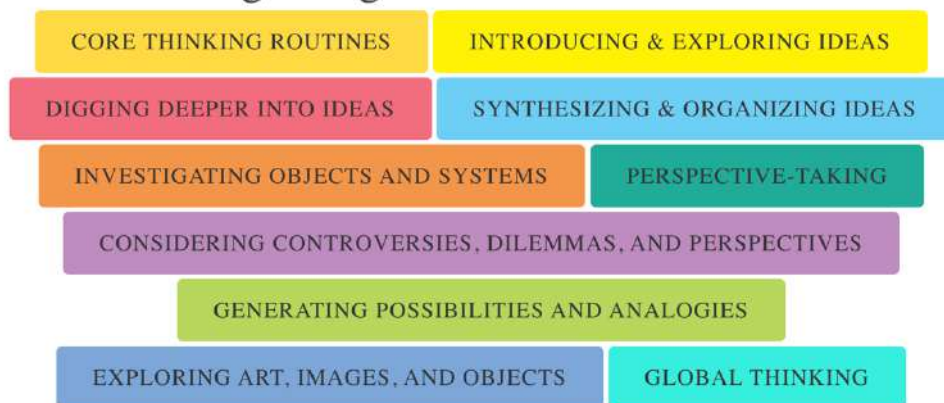 CORE THINKING ROUTINES
INTRODUCING & EXPLORING IDEAS
DIGGING DEEPER INTO IDEAS
SYNTHESIZING & ORGANIZING IDEAS
INVESTIGATING OBJECTS AND SYSTEMS
PERSPECTIVE-TAKING
CONSIDERING CONTROVERSIES, DILEMMAS, AND PERSPECTIVES
GENERATING POSSIBILITIES AND ANALOGIES
EXPLORING ART, IMAGES, AND OBJECTS
GLOBAL THINKING